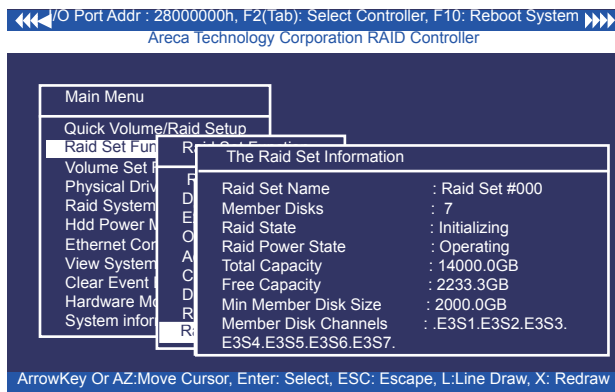 I/O Port Addr : 28000000h, F2(Tab): Select Controller, F10: Reboot System
Areca Technology Corporation RAID Controller
Main Menu
Quick Volume/Raid Setup
Raid Set Fun
Volume Set F
Physical Driv
Raid System
Hdd Power M
Ethernet Con
View System
Clear Event
Hardware Mo
System infor
Raid Set Function
R
D
E
O
A
C
D
R
Ra
The Raid Set Information
Raid Set Name : Raid Set #000
Member Disks : 7
Raid State : Initializing
Raid Power State : Operating
Total Capacity : 14000.0GB
Free Capacity : 2233.3GB
Min Member Disk Size : 2000.0GB
Member Disk Channels : .E3S1.E3S2.E3S3.
E3S4.E3S5.E3S6.E3S7.
ArrowKey Or AZ:Move Cursor, Enter: Select, ESC: Escape, L:Line Draw, X: Redraw